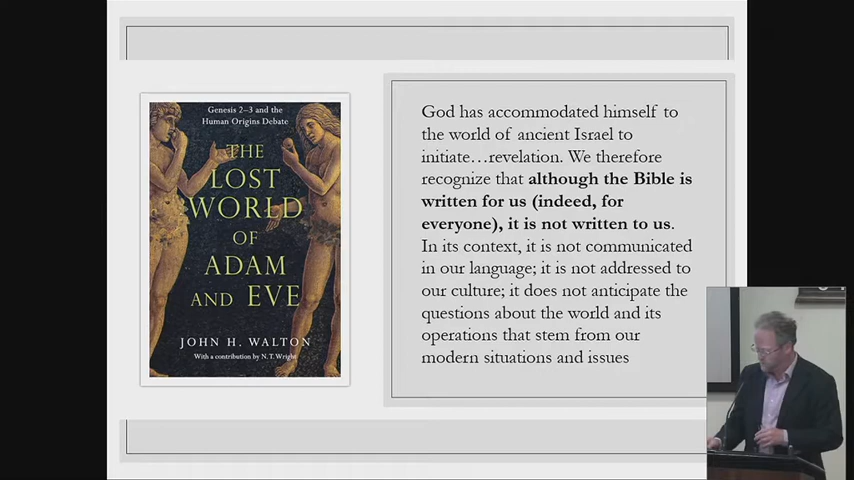 Genesis 2–3 and the
Human Origins Debate
THE
LOST
WORLD
OF
ADAM
AND EVE
JOHN H. WALTON
With a contribution by N. T. Wright
God has accommodated himself to
the world of ancient Israel to
initiate…revelation. We therefore
recognize that although the Bible is
written for us (indeed, for
everyone), it is not written to us.
In its context, it is not communicated
in our language; it is not addressed to
our culture; it does not anticipate the
questions about the world and its
operations that stem from our
modern situations and issues